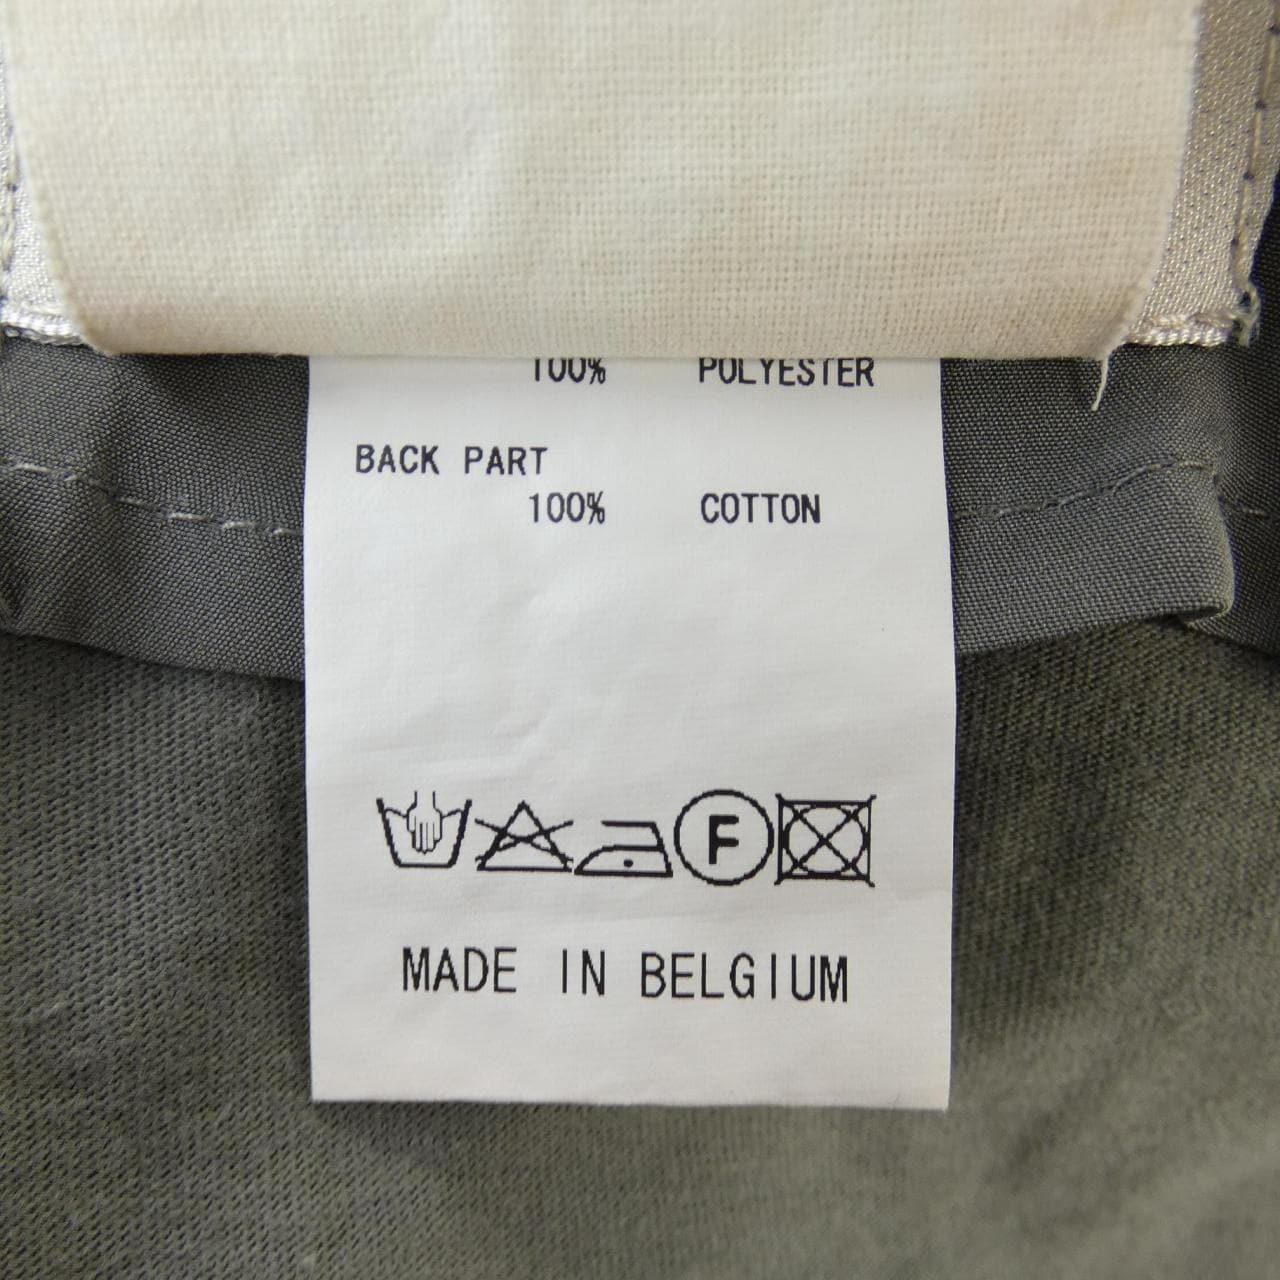 100% POLYESTER
BACK PART
100% COTTON
F
MADE IN BELGIUM